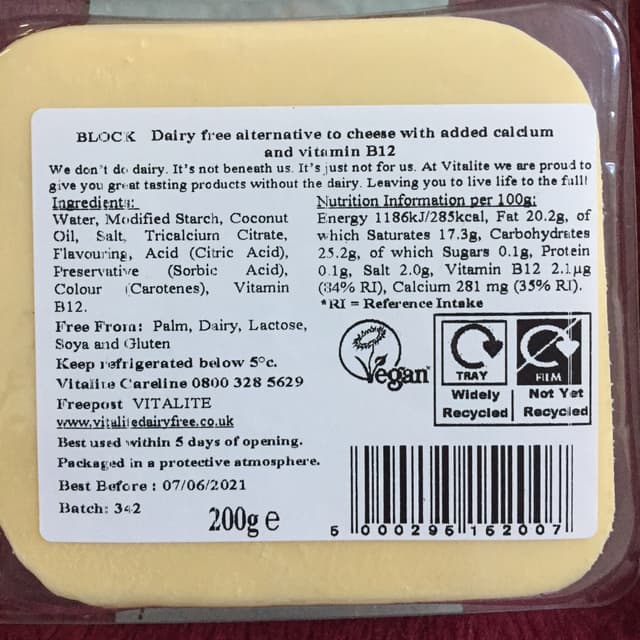 BLOCK Dairy free alternative to cheese with added calcium
and vitamin B12
We don't do dairy. It's not beneath us. It's just not for us. At Vitalite we are proud to
give you great tasting products without the dairy. Leaving you to live life to the full!
Ingredients:
Water, Modified Starch, Coconut
Oil, Salt, Tricalcium Citrate,
Flavouring, Acid (Citric Acid),
Preservative (Sorbic Acid),
Colour (Carotenes), Vitamin
B12.
Free From: Palm, Dairy, Lactose,
Soya and Gluten
Keep refrigerated below 5°c.
Vitalite Careline 0800 328 5629
Freepost VITALITE
www.vitalitedairyfree.co.uk
Best used within 5 days of opening.
Packaged in a protective atmosphere.
Best Before : 07/06/2021
Batch: 342
200g e
Nutrition Information per 100g:
Energy 1186kJ/285kcal, Fat 20.2g, of
which Saturates 17.3g, Carbohydrates
25.2g, of which Sugars 0.1g, Protein
0.1g, Salt 2.0g, Vitamin B12 2.1µg
(84% RI), Calcium 281 mg (35% RI).
*RI = Reference Intake
Vegan
TRAY
Widely
Recycled
FILM
Not Yet
Recycled
5 000295 162007